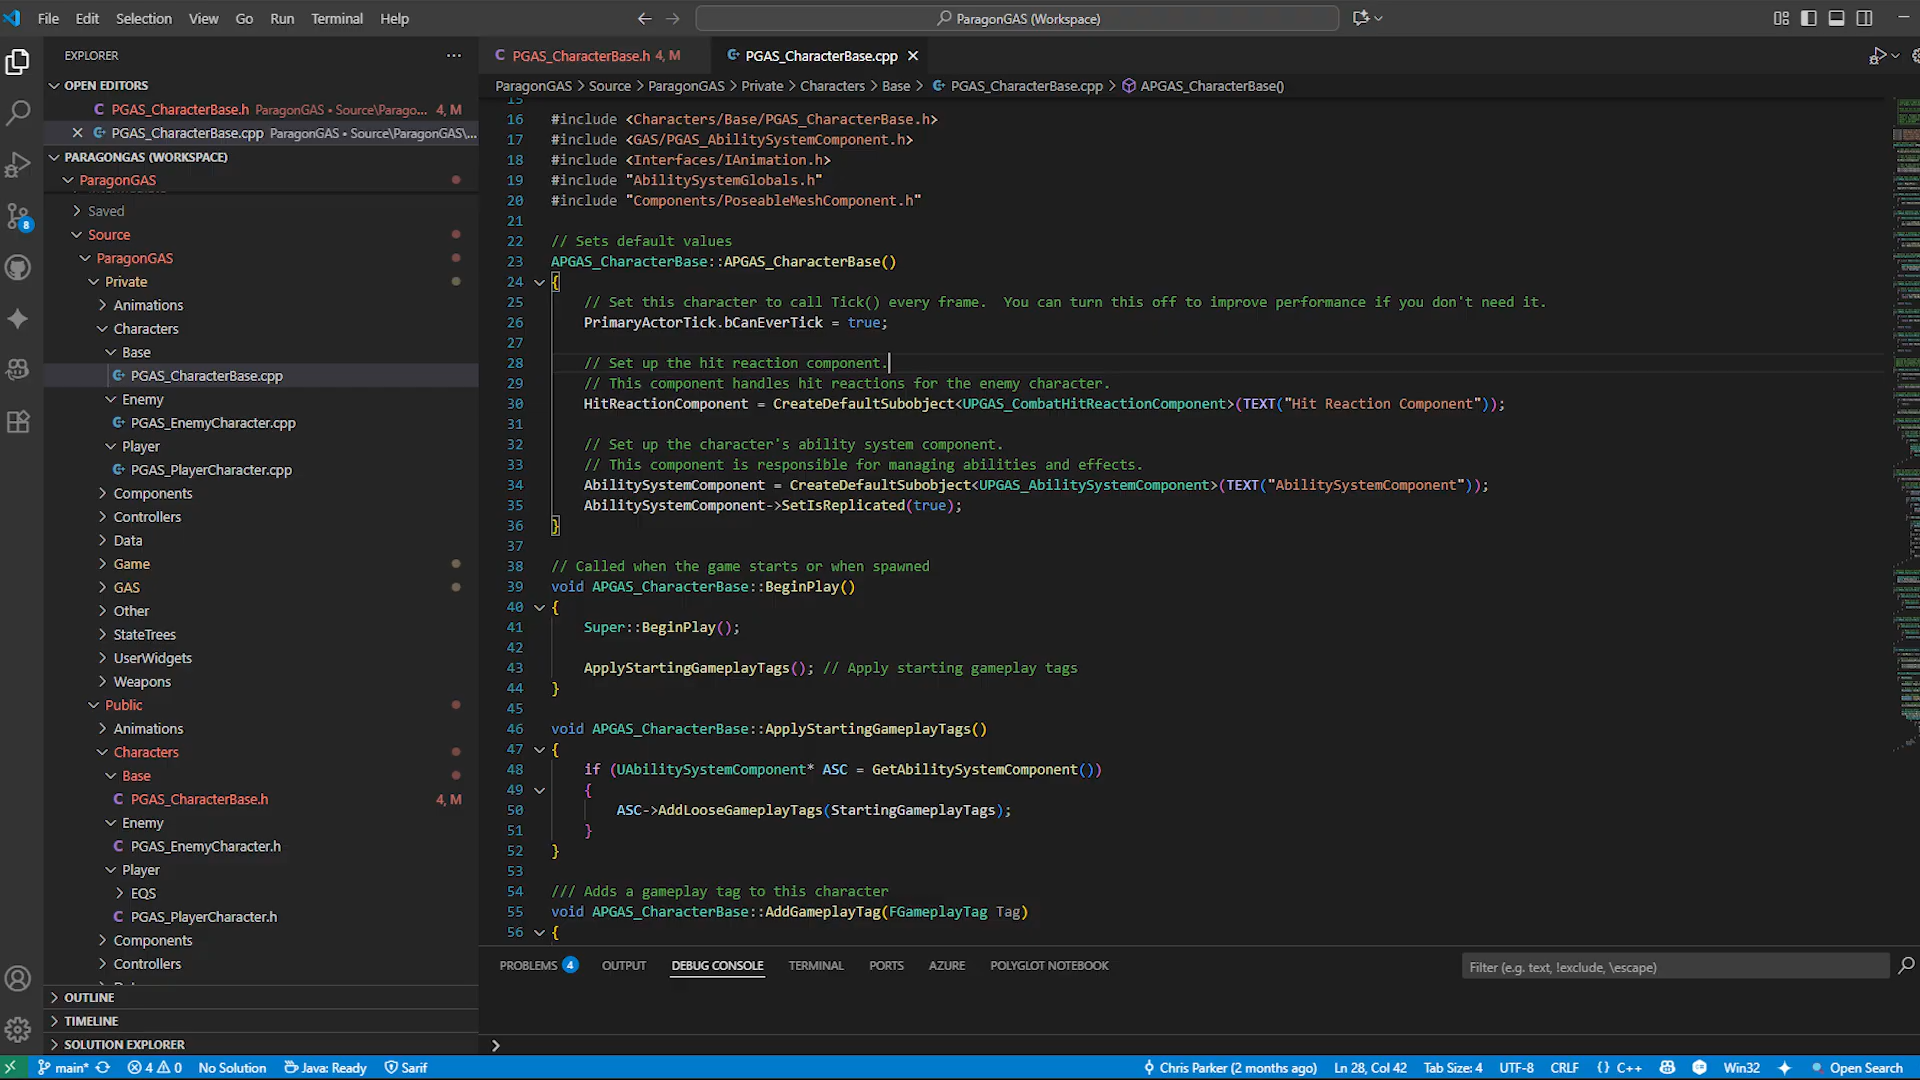 File Edit Selection View Go Run Terminal Help
ParagonGAS (Workspace)
EXPLORER
OPEN EDITORS
PGAS_CharacterBase.h ParagonGAS • Source\Parago... 4, M
PGAS_CharacterBase.cpp ParagonGAS • Source\ParagonGAS\...
PARAGONGAS (WORKSPACE)
ParagonGAS
Saved
Source
ParagonGAS
Private
Animations
Characters
Base
PGAS_CharacterBase.cpp
Enemy
PGAS_EnemyCharacter.cpp
Player
PGAS_PlayerCharacter.cpp
Components
Controllers
Data
Game
GAS
Other
StateTrees
UserWidgets
Weapons
Public
Animations
Characters
Base
PGAS_CharacterBase.h 4, M
Enemy
PGAS_EnemyCharacter.h
Player
EQS
PGAS_PlayerCharacter.h
Components
Controllers
OUTLINE
TIMELINE
SOLUTION EXPLORER
PGAS_CharacterBase.h 4, M
PGAS_CharacterBase.cpp
ParagonGAS > Source > ParagonGAS > Private > Characters > Base > PGAS_CharacterBase.cpp > APGAS_CharacterBase()
15
16 #include <Characters/Base/PGAS_CharacterBase.h>
17 #include <GAS/PGAS_AbilitySystemComponent.h>
18 #include <Interfaces/IAnimation.h>
19 #include "AbilitySystemGlobals.h"
20 #include "Components/PoseableMeshComponent.h"
21
22 // Sets default values
23 APGAS_CharacterBase::APGAS_CharacterBase()
24 {
25 // Set this character to call Tick() every frame.  You can turn this off to improve performance if you don't need it.
26 PrimaryActorTick.bCanEverTick = true;
27
28 // Set up the hit reaction component.
29 // This component handles hit reactions for the enemy character.
30 HitReactionComponent = CreateDefaultSubobject<UPGAS_CombatHitReactionComponent>(TEXT("Hit Reaction Component"));
31
32 // Set up the character's ability system component.
33 // This component is responsible for managing abilities and effects.
34 AbilitySystemComponent = CreateDefaultSubobject<UPGAS_AbilitySystemComponent>(TEXT("AbilitySystemComponent"));
35 AbilitySystemComponent->SetIsReplicated(true);
36 }
37
38 // Called when the game starts or when spawned
39 void APGAS_CharacterBase::BeginPlay()
40 {
41 Super::BeginPlay();
42
43 ApplyStartingGameplayTags(); // Apply starting gameplay tags
44 }
45
46 void APGAS_CharacterBase::ApplyStartingGameplayTags()
47 {
48 if (UAbilitySystemComponent* ASC = GetAbilitySystemComponent())
49 {
50 ASC->AddLooseGameplayTags(StartingGameplayTags);
51 }
52 }
53
54 /// Adds a gameplay tag to this character
55 void APGAS_CharacterBase::AddGameplayTag(FGameplayTag Tag)
56 {
PROBLEMS 4 OUTPUT DEBUG CONSOLE TERMINAL PORTS AZURE POLYGLOT NOTEBOOK
Filter (e.g. text, !exclude, \escape)
8
main* 4 0 No Solution Java: Ready Sarif
Chris Parker (2 months ago) Ln 28, Col 42 Tab Size: 4 UTF-8 CRLF {} C++ Win32 Open Search